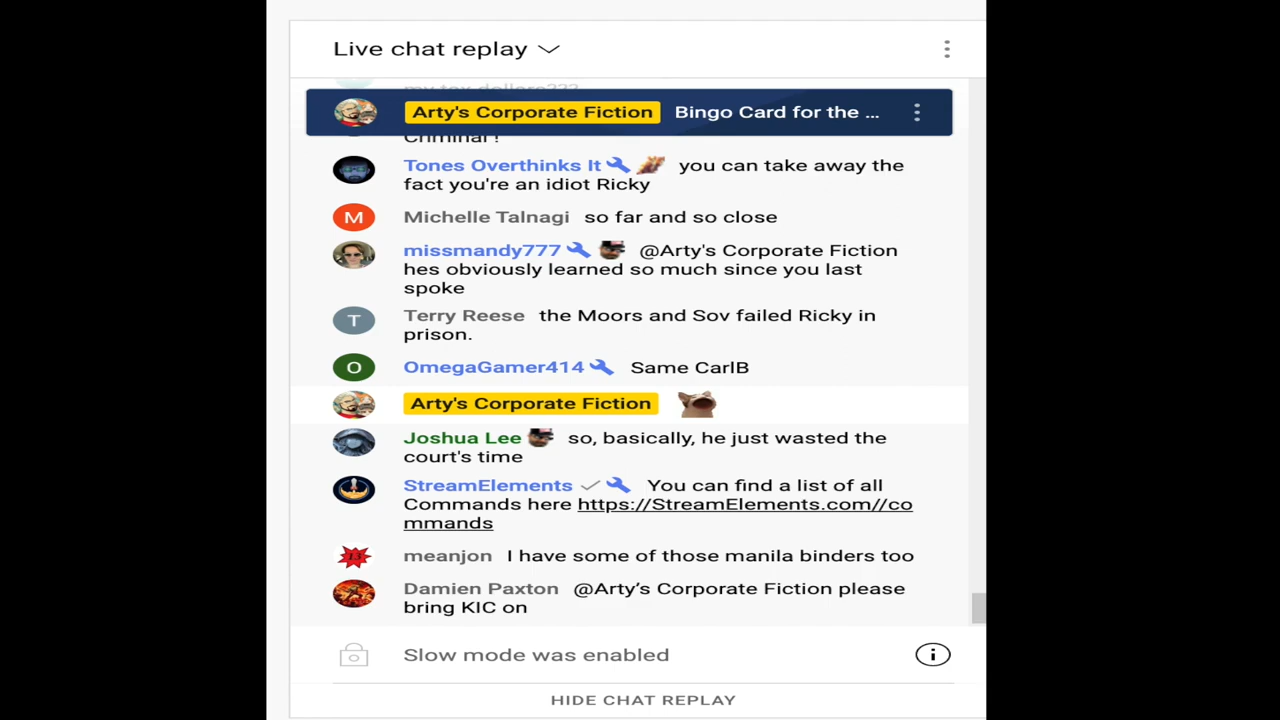 Live chat replay
my tax dollars???
Arty's Corporate Fiction Bingo Card for the ...
Criminal !
Tones Overthinks It you can take away the
fact you're an idiot Ricky
M Michelle Talnagi so far and so close
missmandy777 @Arty's Corporate Fiction
hes obviously learned so much since you last
spoke
T Terry Reese the Moors and Sov failed Ricky in
prison.
O OmegaGamer414 Same CarlB
Arty's Corporate Fiction
Joshua Lee so, basically, he just wasted the
court's time
StreamElements You can find a list of all
Commands here https://StreamElements.com//co
mmands
13 meanjon I have some of those manila binders too
Damien Paxton @Arty’s Corporate Fiction please
bring KIC on
Slow mode was enabled
HIDE CHAT REPLAY